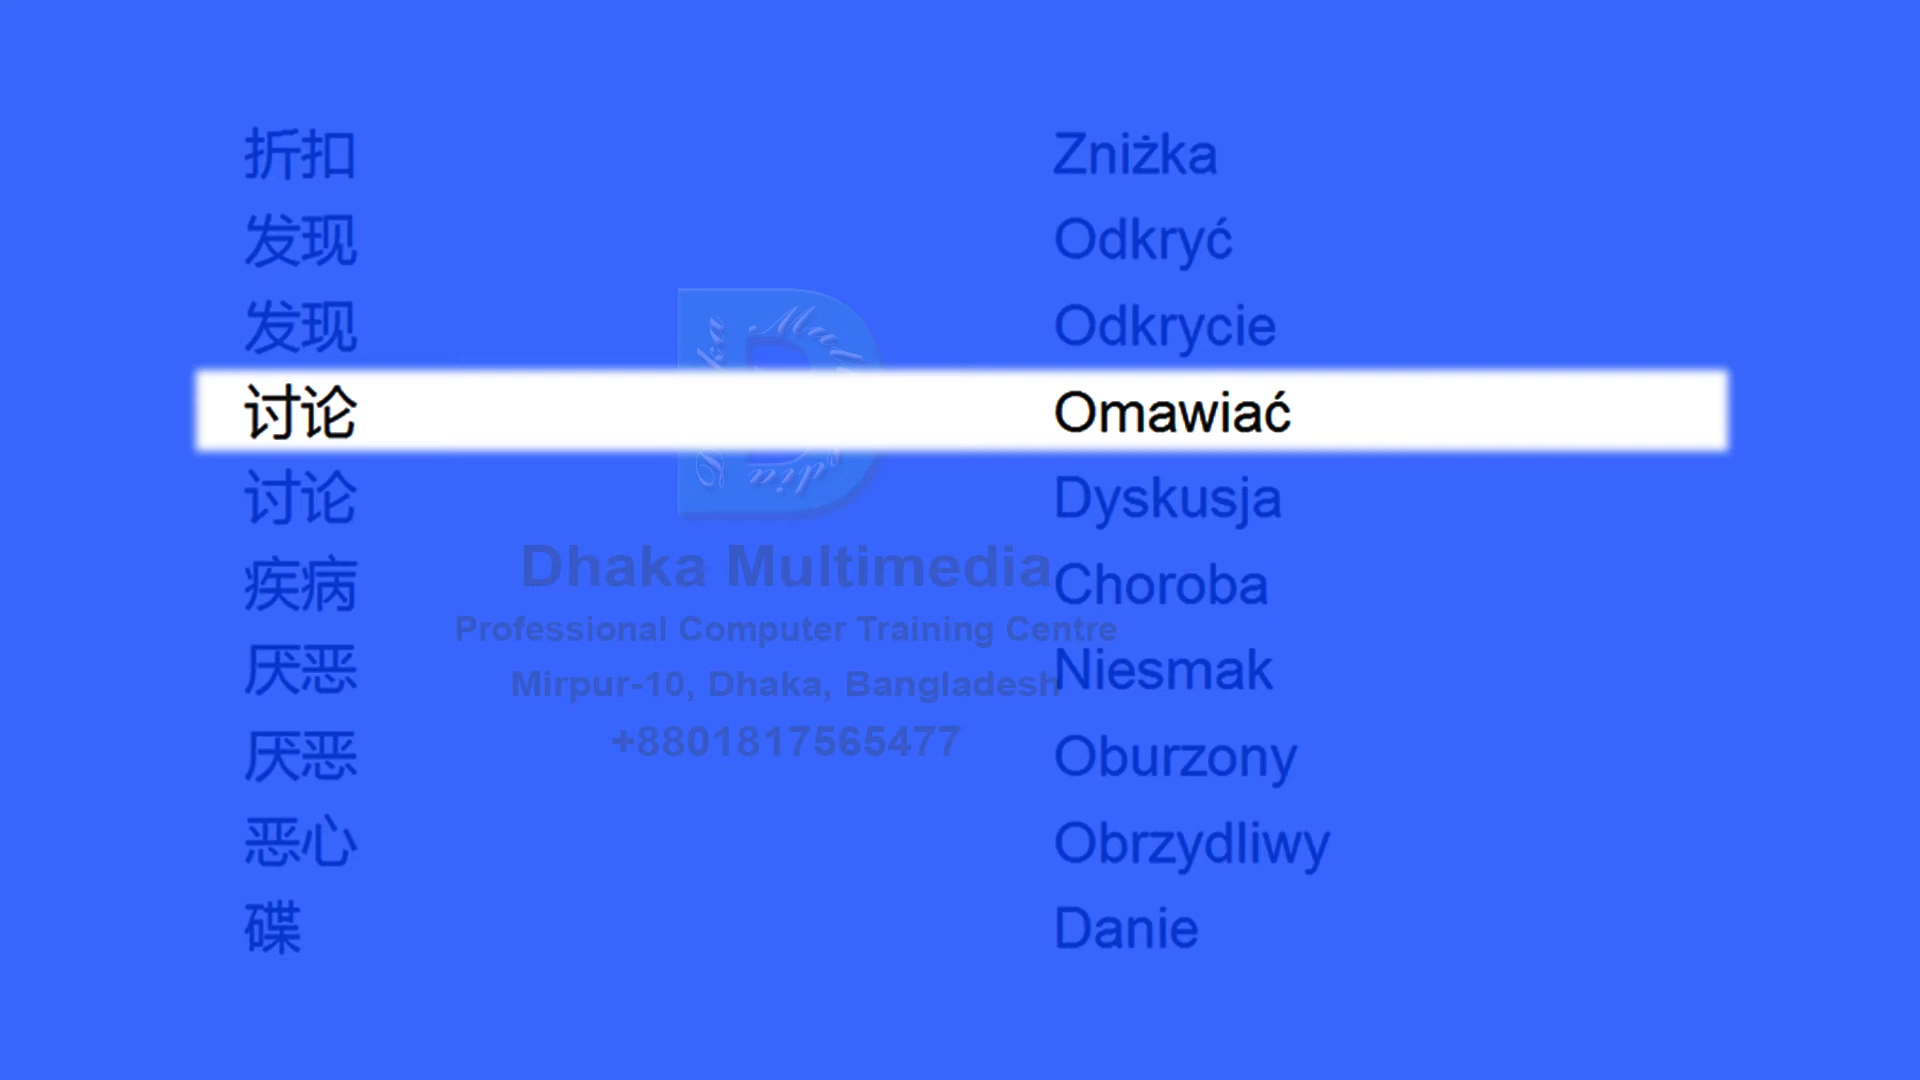 折扣 Zniżka
发现 Odkryć
发现 Odkrycie
讨论 Omawiać
讨论 Dyskusja
疾病 Choroba
厌恶 Niesmak
厌恶 Oburzony
恶心 Obrzydliwy
碟 Danie
Dhaka Multimedia
Professional Computer Training Centre
Mirpur-10, Dhaka, Bangladesh
+8801817565477